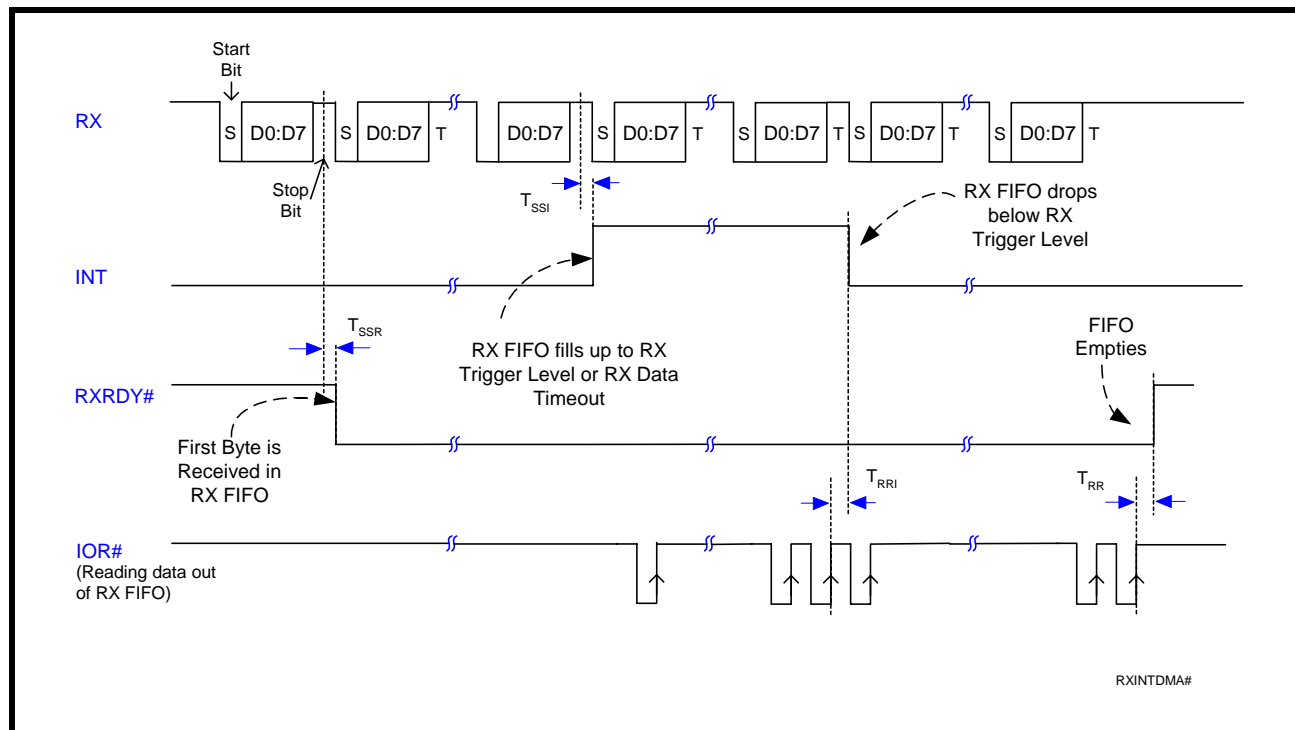 Start
Bit
RX
S D0:D7 S D0:D7 T D0:D7 S D0:D7 T S D0:D7 T S D0:D7 T S D0:D7 T
Stop
Bit
TSSI
RX FIFO drops
below RX
Trigger Level
INT
TSSR
RX FIFO fills up to RX
Trigger Level or RX Data
Timeout
FIFO
Empties
RXRDY#
First Byte is
Received in
RX FIFO
TRRI
TRR
IOR#
(Reading data out
of RX FIFO)
RXINTDMA#